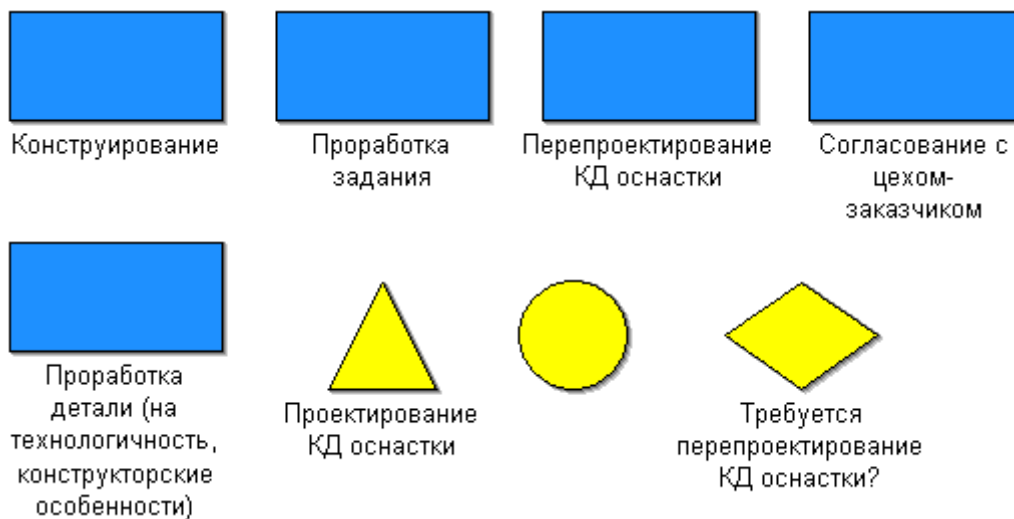 Конструирование
Проработка
задания
Перепроектирование
КД оснастки
Согласование с
цехом-
заказчиком
Проработка
детали (на
технологичность,
конструкторские
особенности)
Проектирование
КД оснастки
Требуется
перепроектирование
КД оснастки?